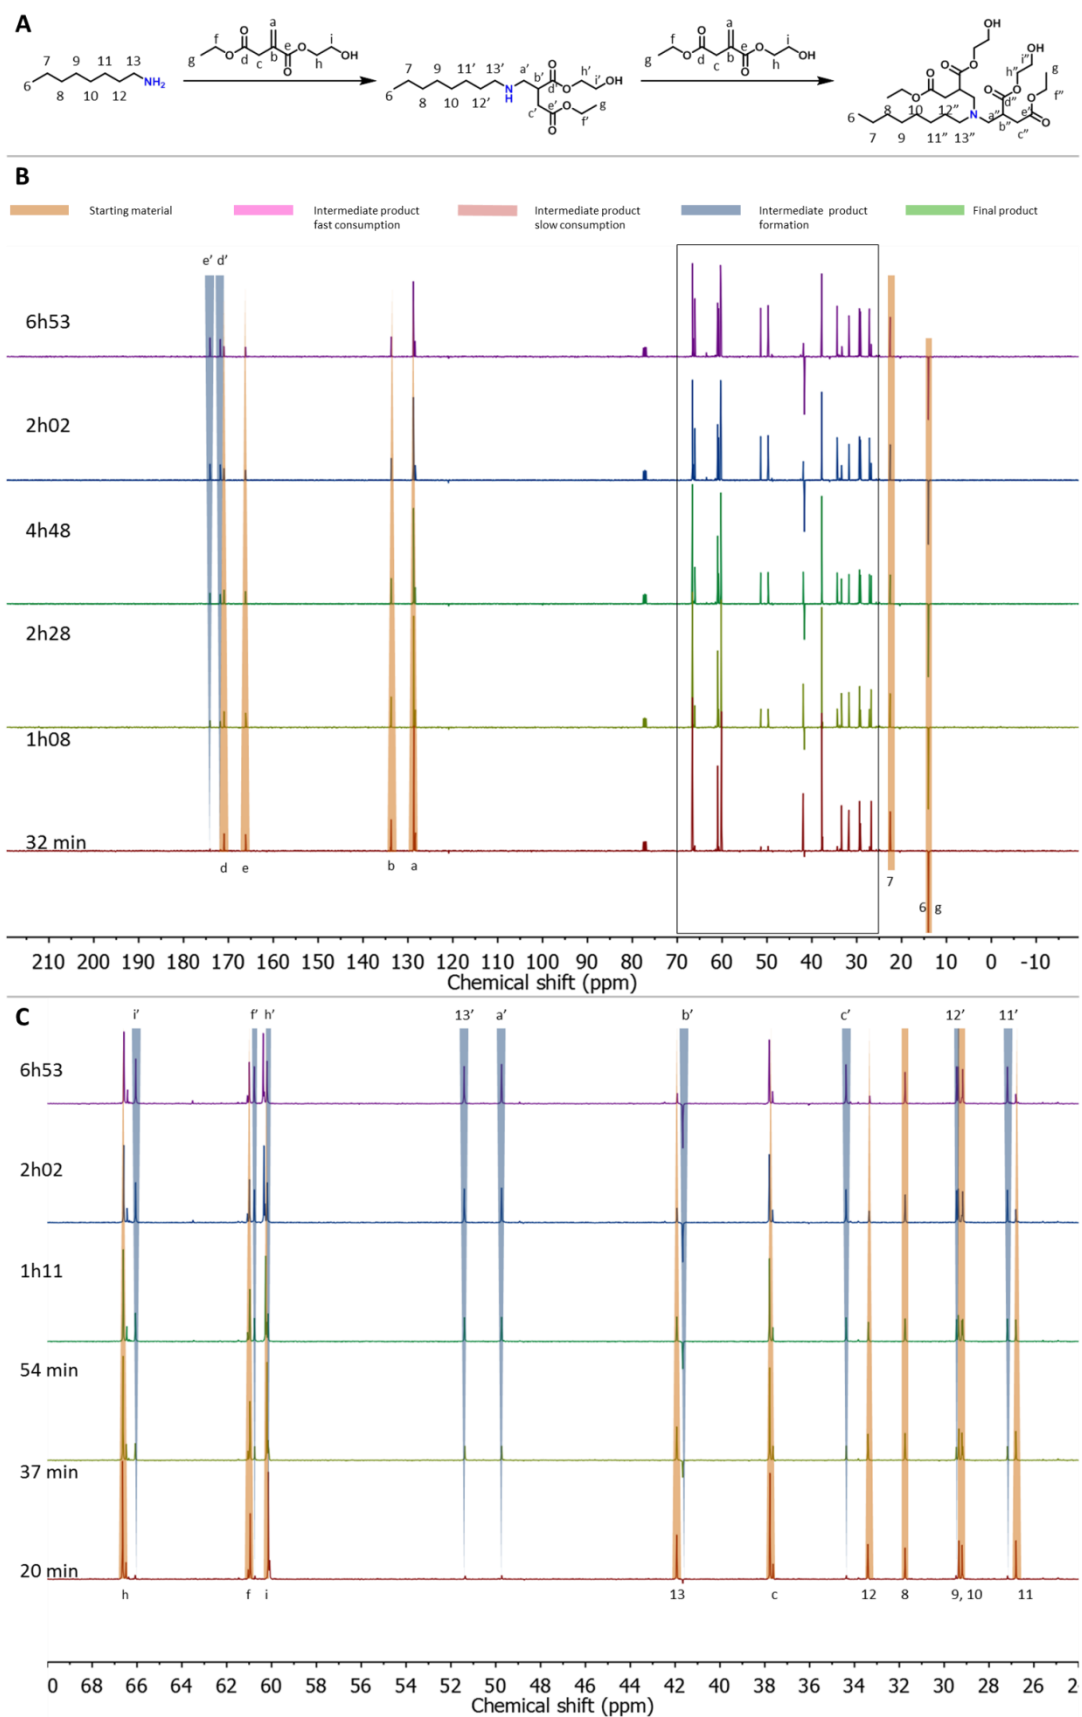 A
7 9 11 13
6 8 10 12
NH2
f O a
g O O i
d c b e O OH
O h
7 9 11′ 13′ a′ O h′
6 8 10 12′ N b′ d′ O i′ OH
H c′ e′ O g
O f′
f O a
g O O i
d c b e O OH
O h
OH
O OH
O h″ i″ g
O O O f″
O d″ O
6 8 10 12″ N a″ b″ e″ O
7 9 11″ 13″ c″
B
Starting material
Intermediate product
fast consumption
Intermediate product
slow consumption
Intermediate product
formation
Final product
e′ d′
6h53
2h02
4h48
2h28
1h08
32 min
d e b a 7
6 g
210 200 190 180 170 160 150 140 130 120 110 100 90 80 70 60 50 40 30 20 10 0 -10
Chemical shift (ppm)
C
i′ f′ h′ 13′ a′ b′ c′ 12′ 11′
6h53
2h02
1h11
54 min
37 min
20 min
h f i 13 c 12 8 9, 10 11
0 68 66 64 62 60 58 56 54 52 50 48 46 44 42 40 38 36 34 32 30 28 26 2
Chemical shift (ppm)